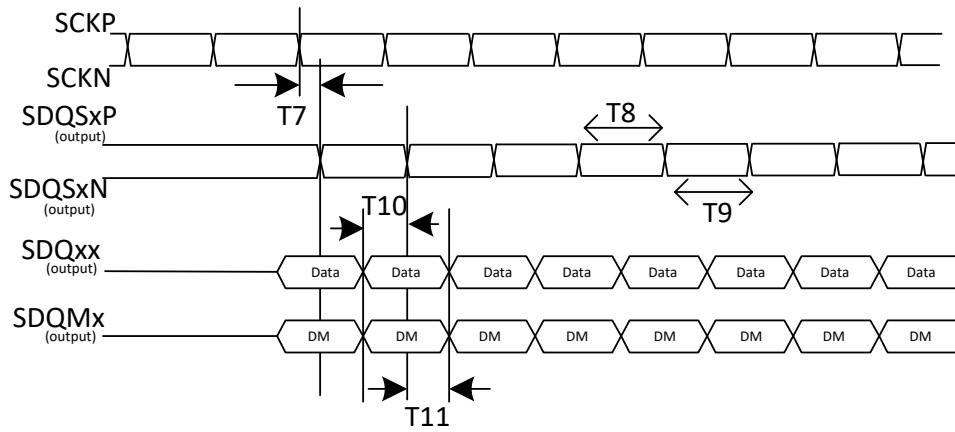 SCKP
SCKN
T7
SDQSxP
(output)
T8
SDQSxN
(output)
T9
T10
SDQxx
(output)
Data Data Data Data Data Data Data Data
SDQMx
(output)
DM DM DM DM DM DM DM DM
T11